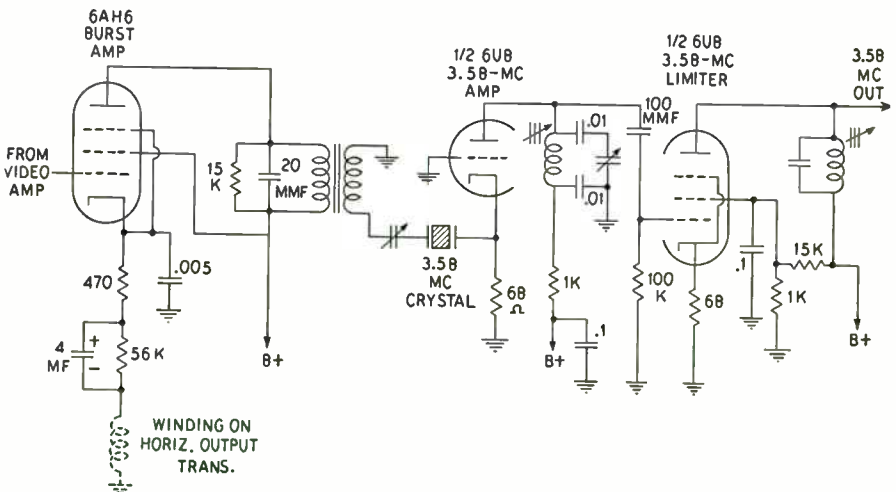 6AH6
BURST
AMP
FROM
VIDEO
AMP
15
K
20
MMF
470
.005
4
MF
+
−
56K
B+
WINDING ON
HORIZ. OUTPUT
TRANS.
3.58
MC
CRYSTAL
1/2 6U8
3.58-MC
AMP
68
Ω
.01
.01
1K
B+
.1
100
MMF
100
K
1/2 6U8
3.58-MC
LIMITER
68
.1
15K
1K
3.58
MC OUT
B+